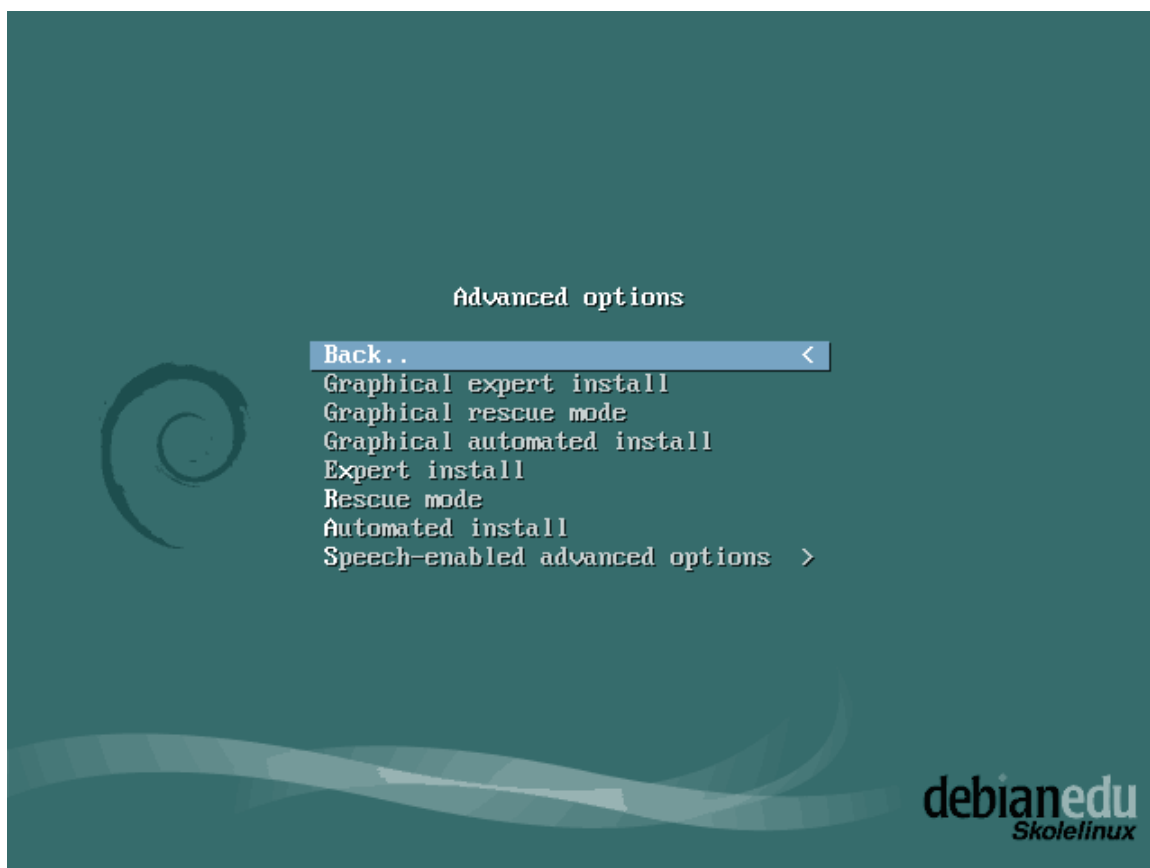 Advanced options
Back.. <
Graphical expert install
Graphical rescue mode
Graphical automated install
Expert install
Rescue mode
Automated install
Speech-enabled advanced options >
debianedu
Skolelinux